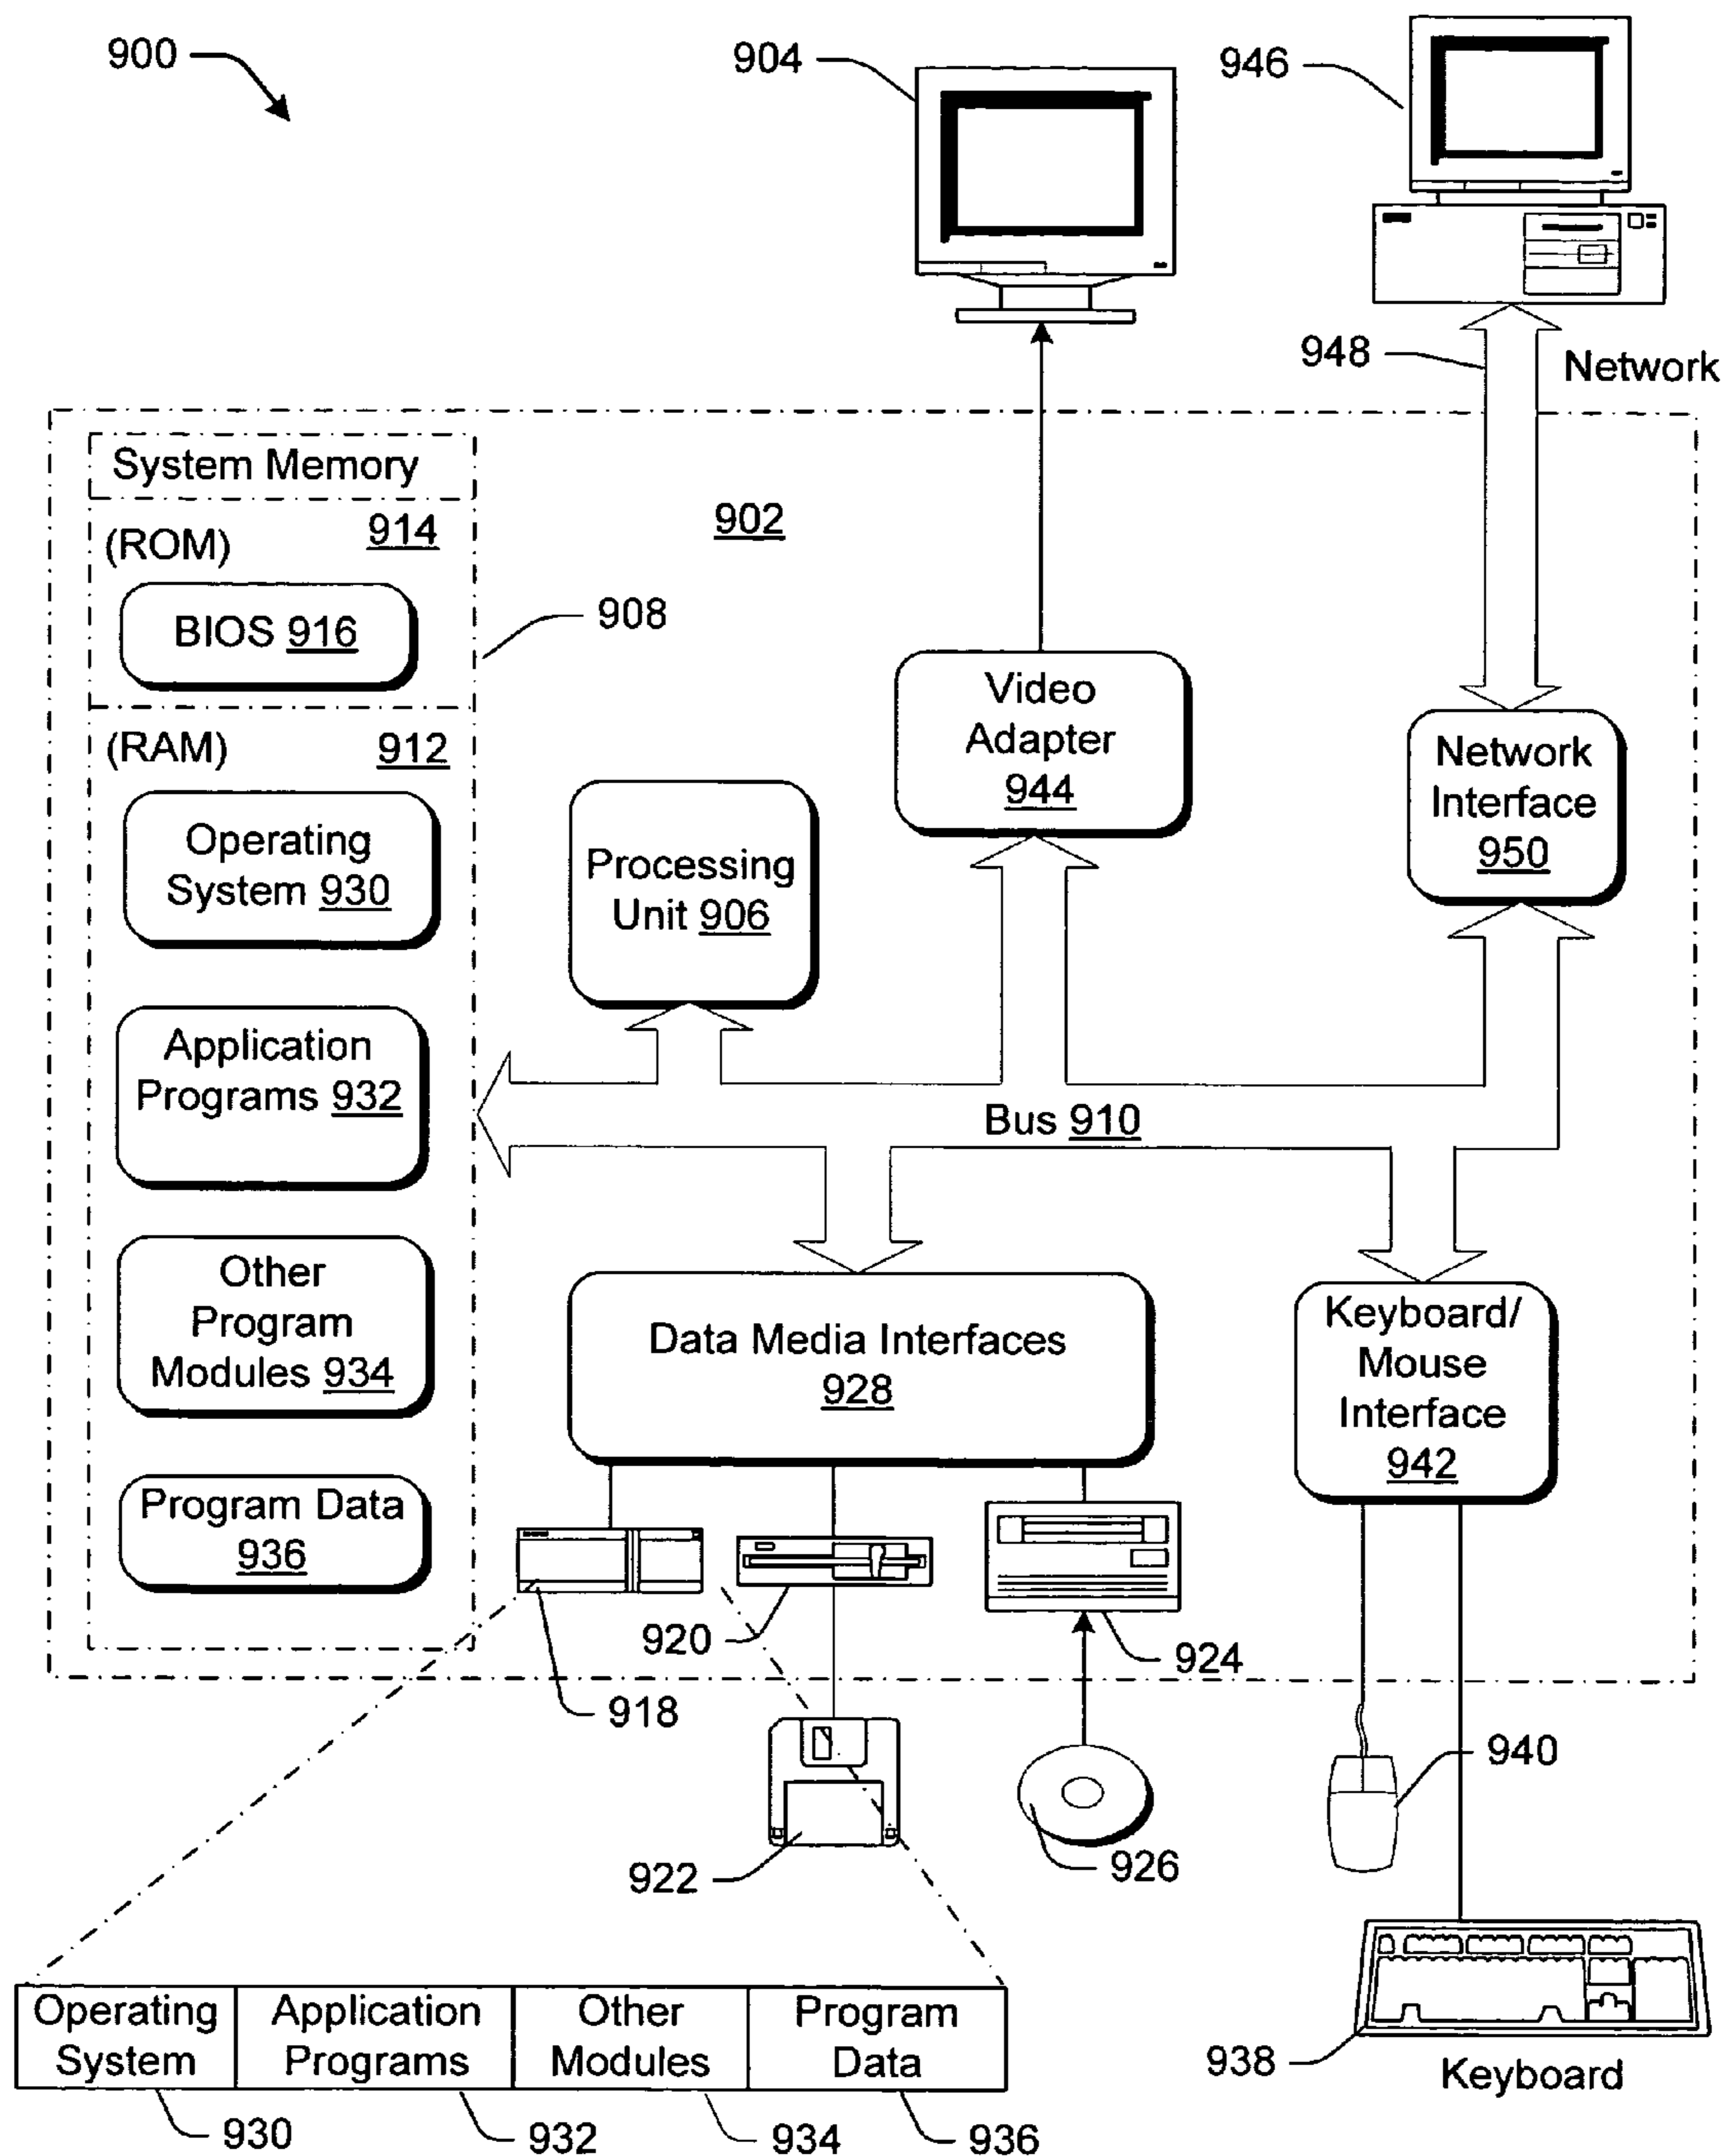 900
904
946
948
Network
System Memory
(ROM)
914
BIOS 916
908
902
(RAM)
912
Operating
System 930
Application
Programs 932
Other
Program
Modules 934
Program Data
936
Processing
Unit 906
Video
Adapter
944
Network
Interface
950
Bus 910
Data Media Interfaces
928
Keyboard/
Mouse
Interface
942
918
920
924
922
926
940
938
Keyboard
Operating
System
Application
Programs
Other
Modules
Program
Data
930
932
934
936